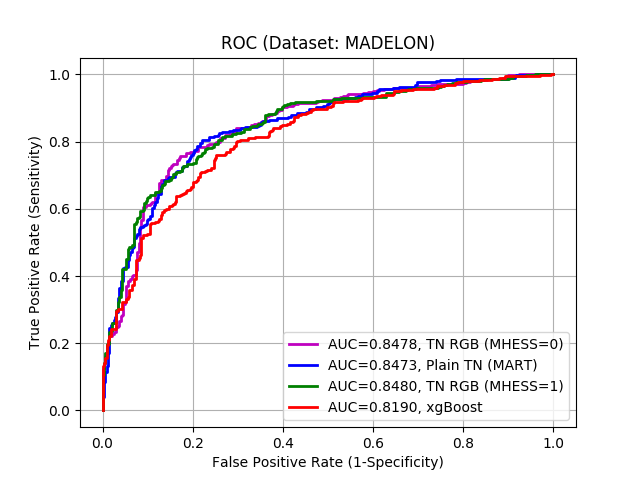 ROC (Dataset: MADELON)
True Positive Rate (Sensitivity)
1.0
0.8
0.6
0.4
0.2
0.0
AUC=0.8478, TN RGB (MHESS=0)
AUC=0.8473, Plain TN (MART)
AUC=0.8480, TN RGB (MHESS=1)
AUC=0.8190, xgBoost
0.0 0.2 0.4 0.6 0.8 1.0
False Positive Rate (1-Specificity)